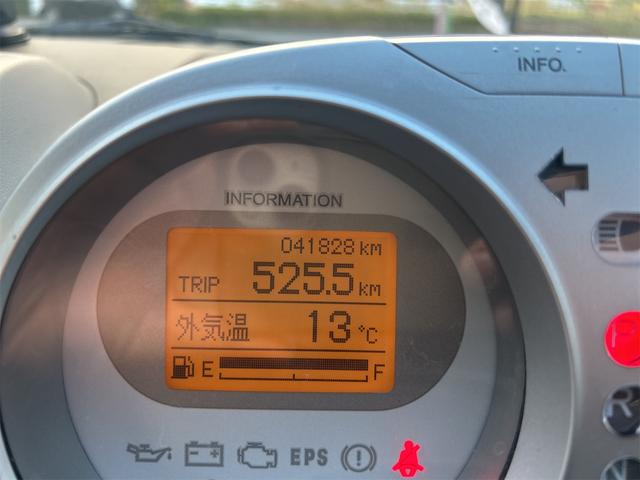 INFO.
INFORMATION
041828 KM
TRIP 525.5 KM
外気温 13 °C
E F
EPS
P
R
N